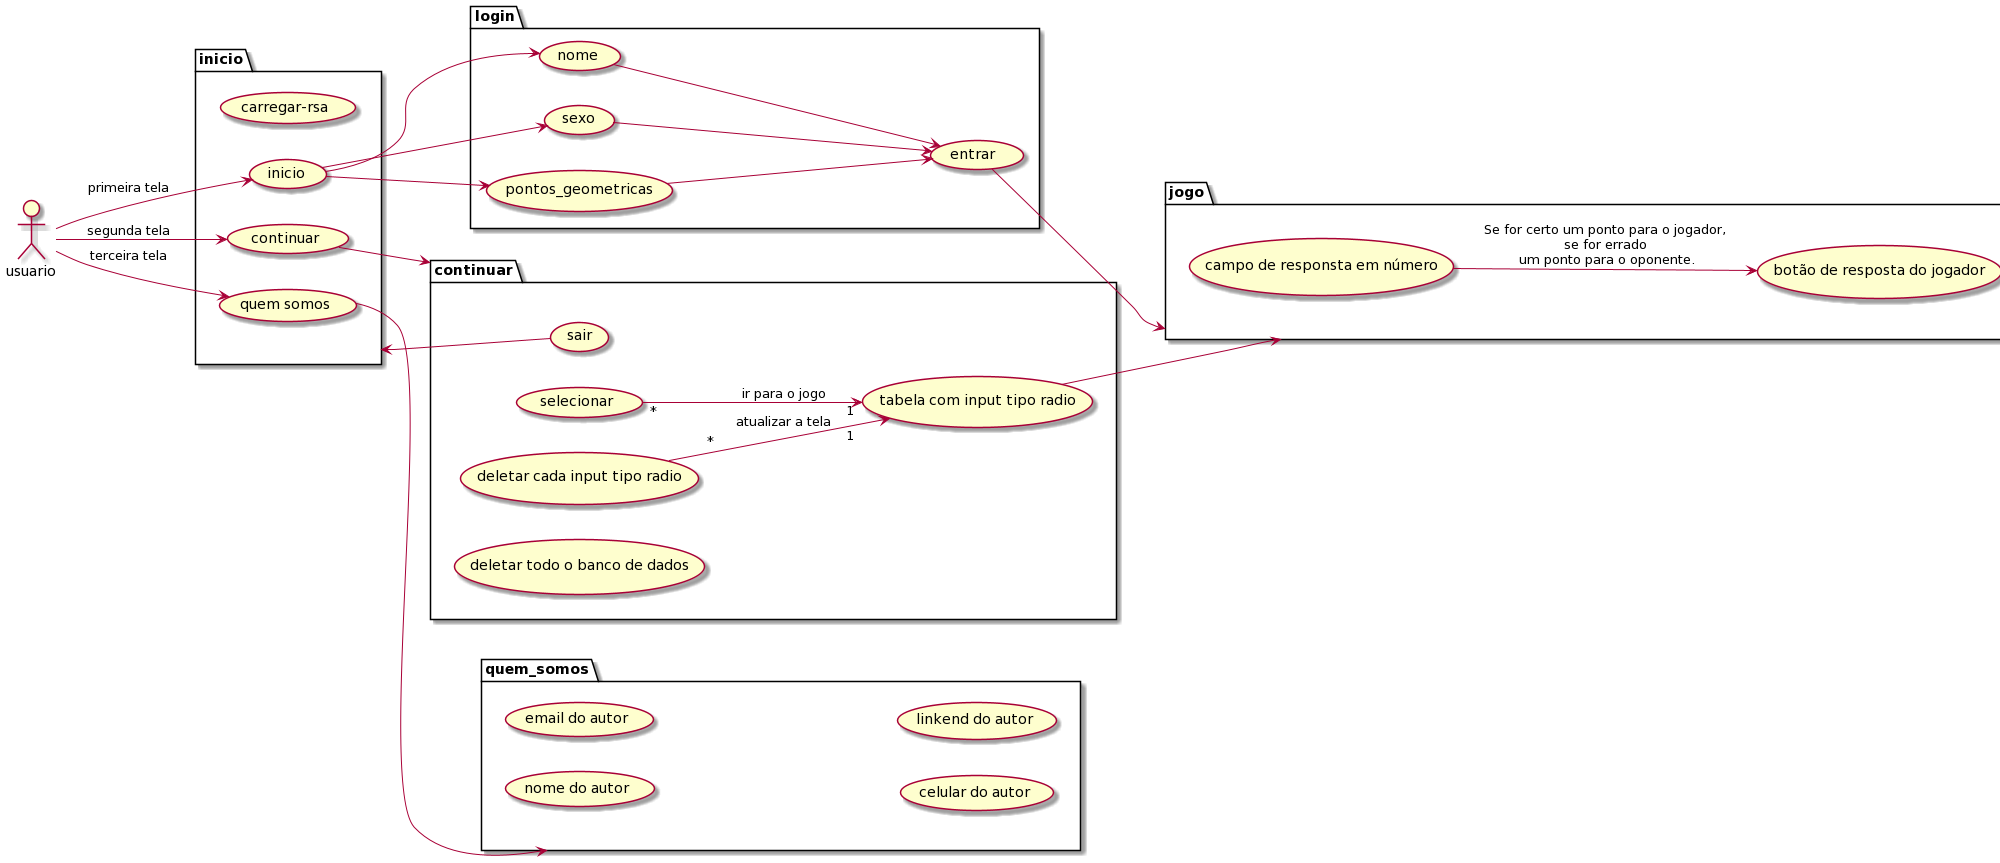 usuario
primeira tela
segunda tela
terceira tela
inicio
carregar-rsa
inicio
continuar
quem somos
login
nome
sexo
pontos_geometricas
entrar
continuar
sair
selecionar
*
ir para o jogo
1
deletar cada input tipo radio
*
atualizar a tela
1
tabela com input tipo radio
deletar todo o banco de dados
jogo
campo de responsta em número
Se for certo um ponto para o jogador,
se for errado
um ponto para o oponente.
botão de resposta do jogador
quem_somos
email do autor
linkend do autor
nome do autor
celular do autor